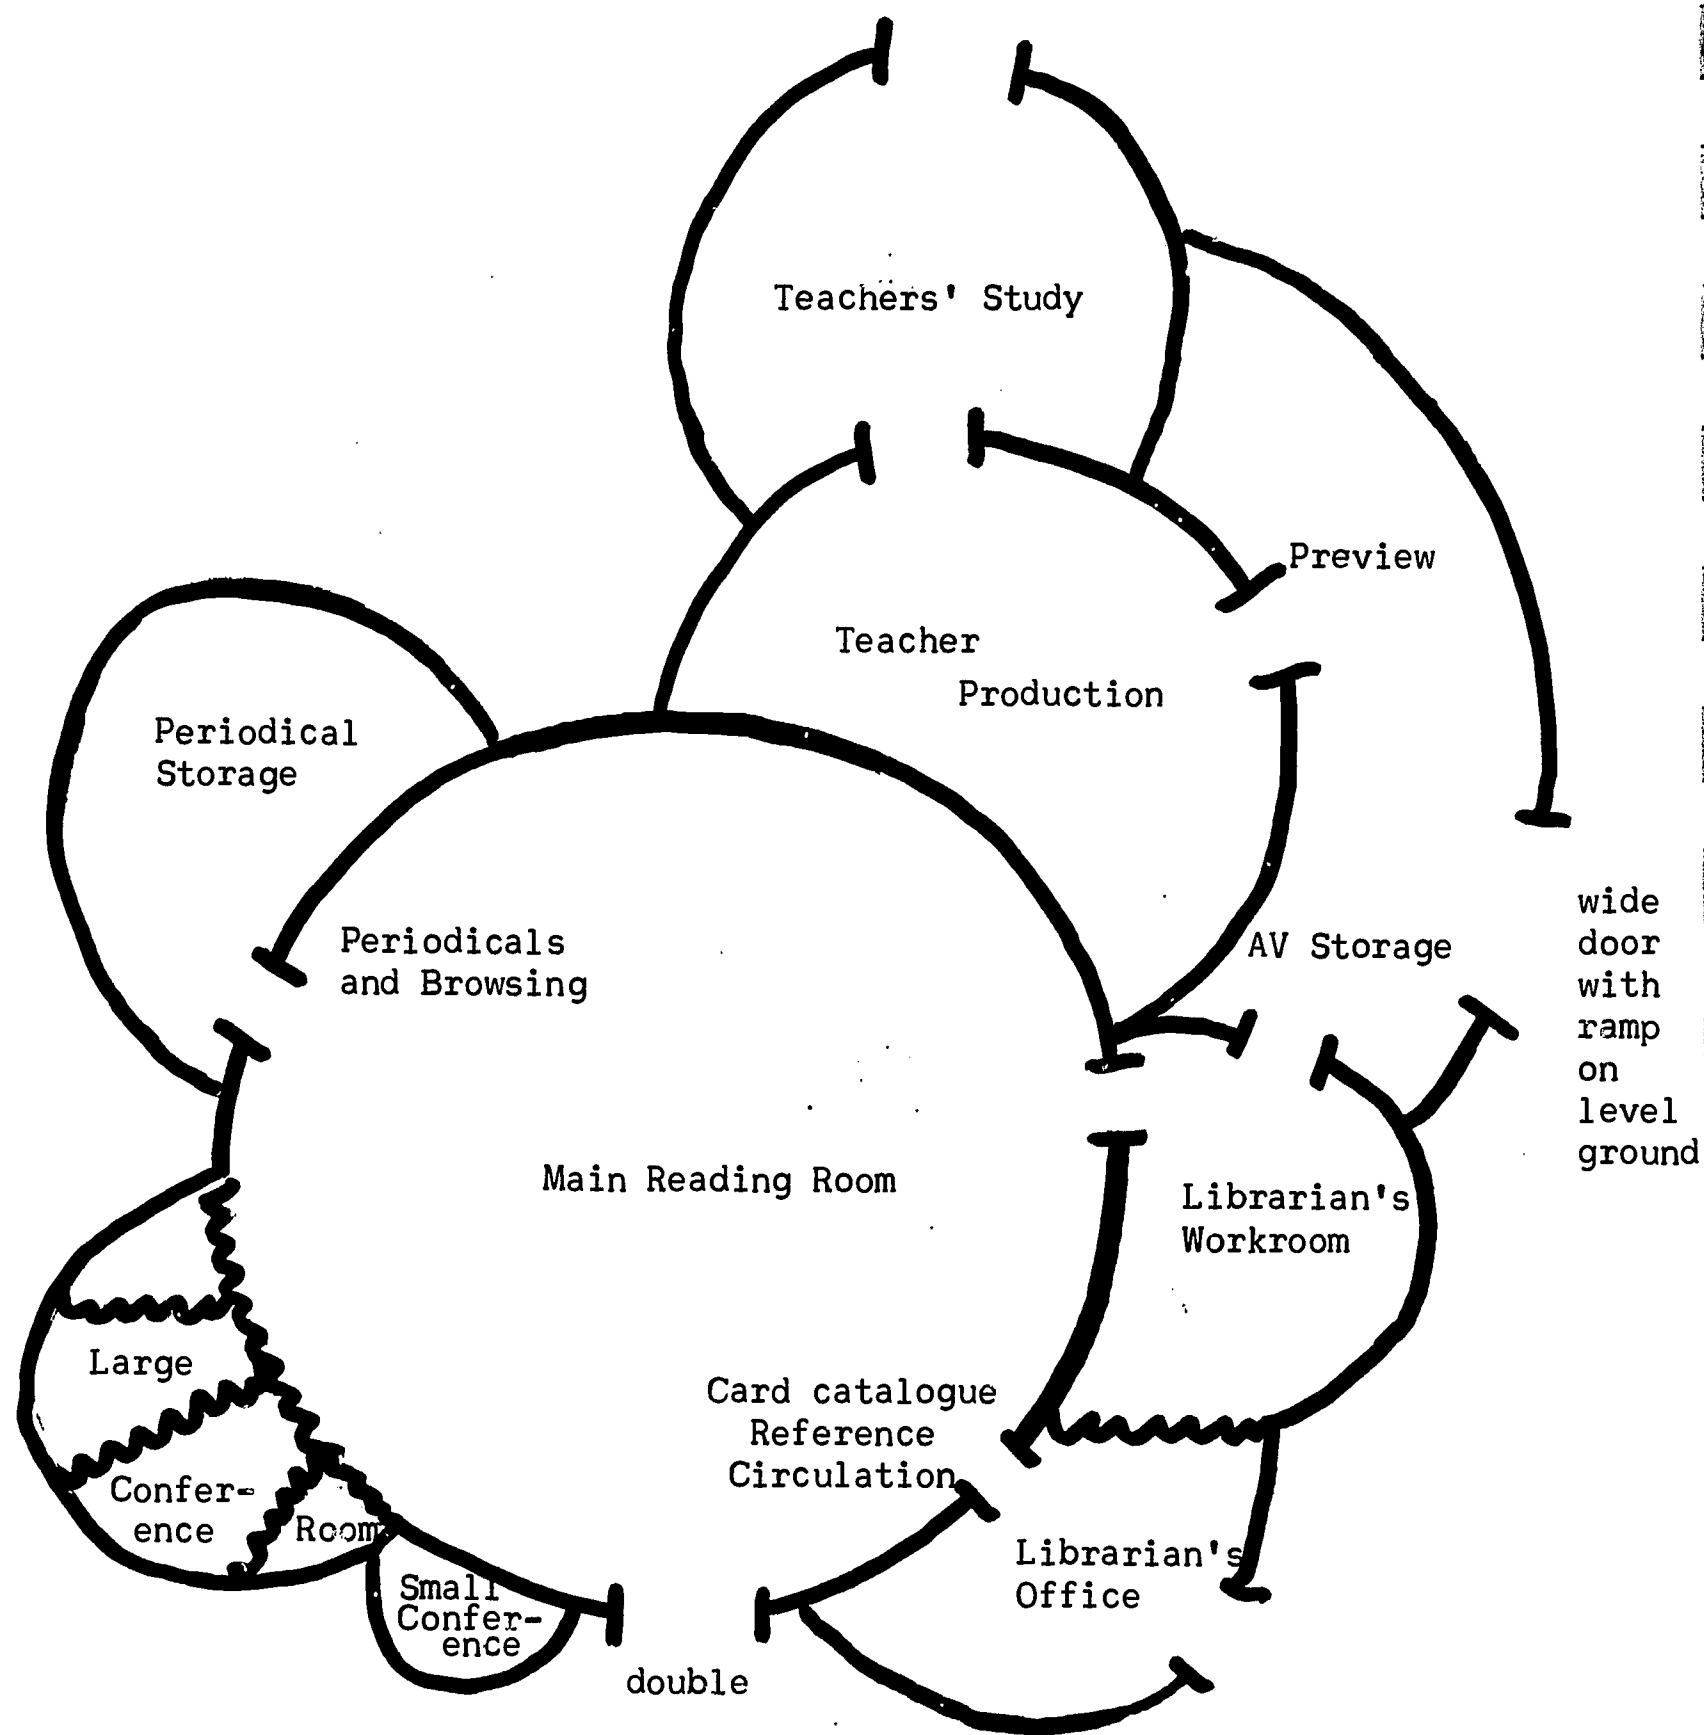 Teachers' Study
Preview
Teacher
Production
Periodical
Storage
Periodicals
and Browsing
AV Storage
wide
door
with
ramp
on
level
ground
Main Reading Room
Librarian's
Workroom
Large
Confer-
ence
Room
Card catalogue
Reference
Circulation
Librarian's
Office
Small
Confer-
ence
double